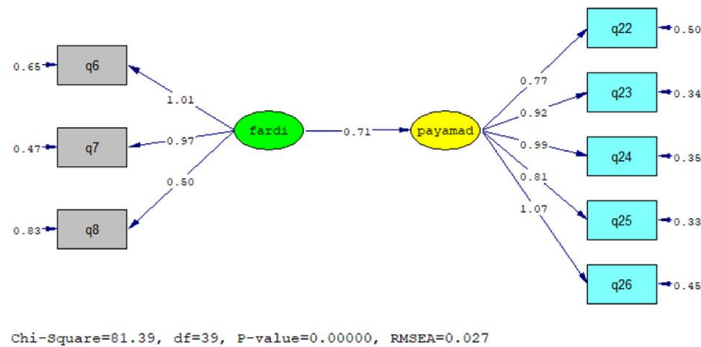 q22
0.50
0.65
q6
0.77
q23
0.34
1.01
0.92
fardi
0.71
payamad
0.47
q7
0.97
0.99
q24
0.35
0.81
0.50
1.07
q25
0.33
0.83
q8
q26
0.45
Chi-Square=81.39, df=39, P-value=0.00000, RMSEA=0.027